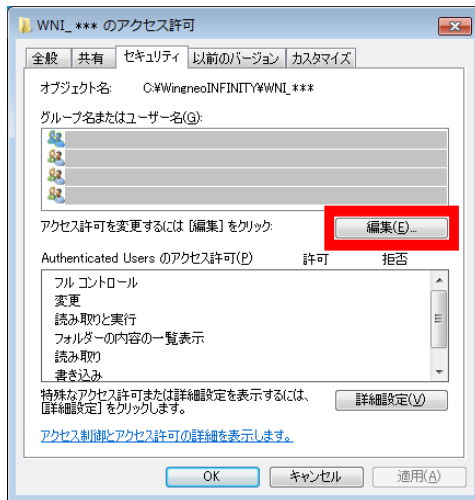 WNI_*** のアクセス許可
全般 共有 セキュリティ 以前のバージョン カスタマイズ
オブジェクト名: C:¥WingneoINFINITY¥WNI_***
グループ名またはユーザー名(G):
アクセス許可を変更するには [編集] をクリック: 編集(E)...
Authenticated Users のアクセス許可(P) 許可 拒否
フル コントロール
変更
読み取りと実行
フォルダーの内容の一覧表示
読み取り
書き込み
特殊なアクセス許可または詳細設定を表示するには、 詳細設定(V)
[詳細設定] をクリックします。
アクセス制御とアクセス許可の詳細を表示します。
OK キャンセル 適用(A)